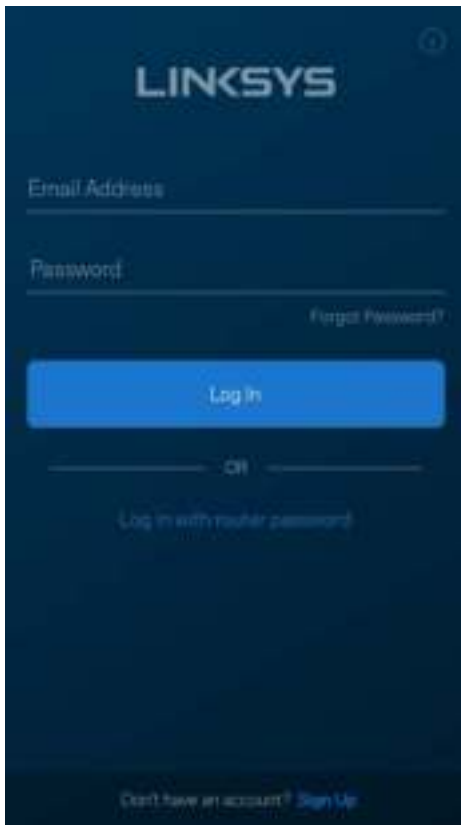 LINKSYS
Email Address
Password
Forgot Password?
Log In
OR
Log in with router password
Don't have an account? Sign Up